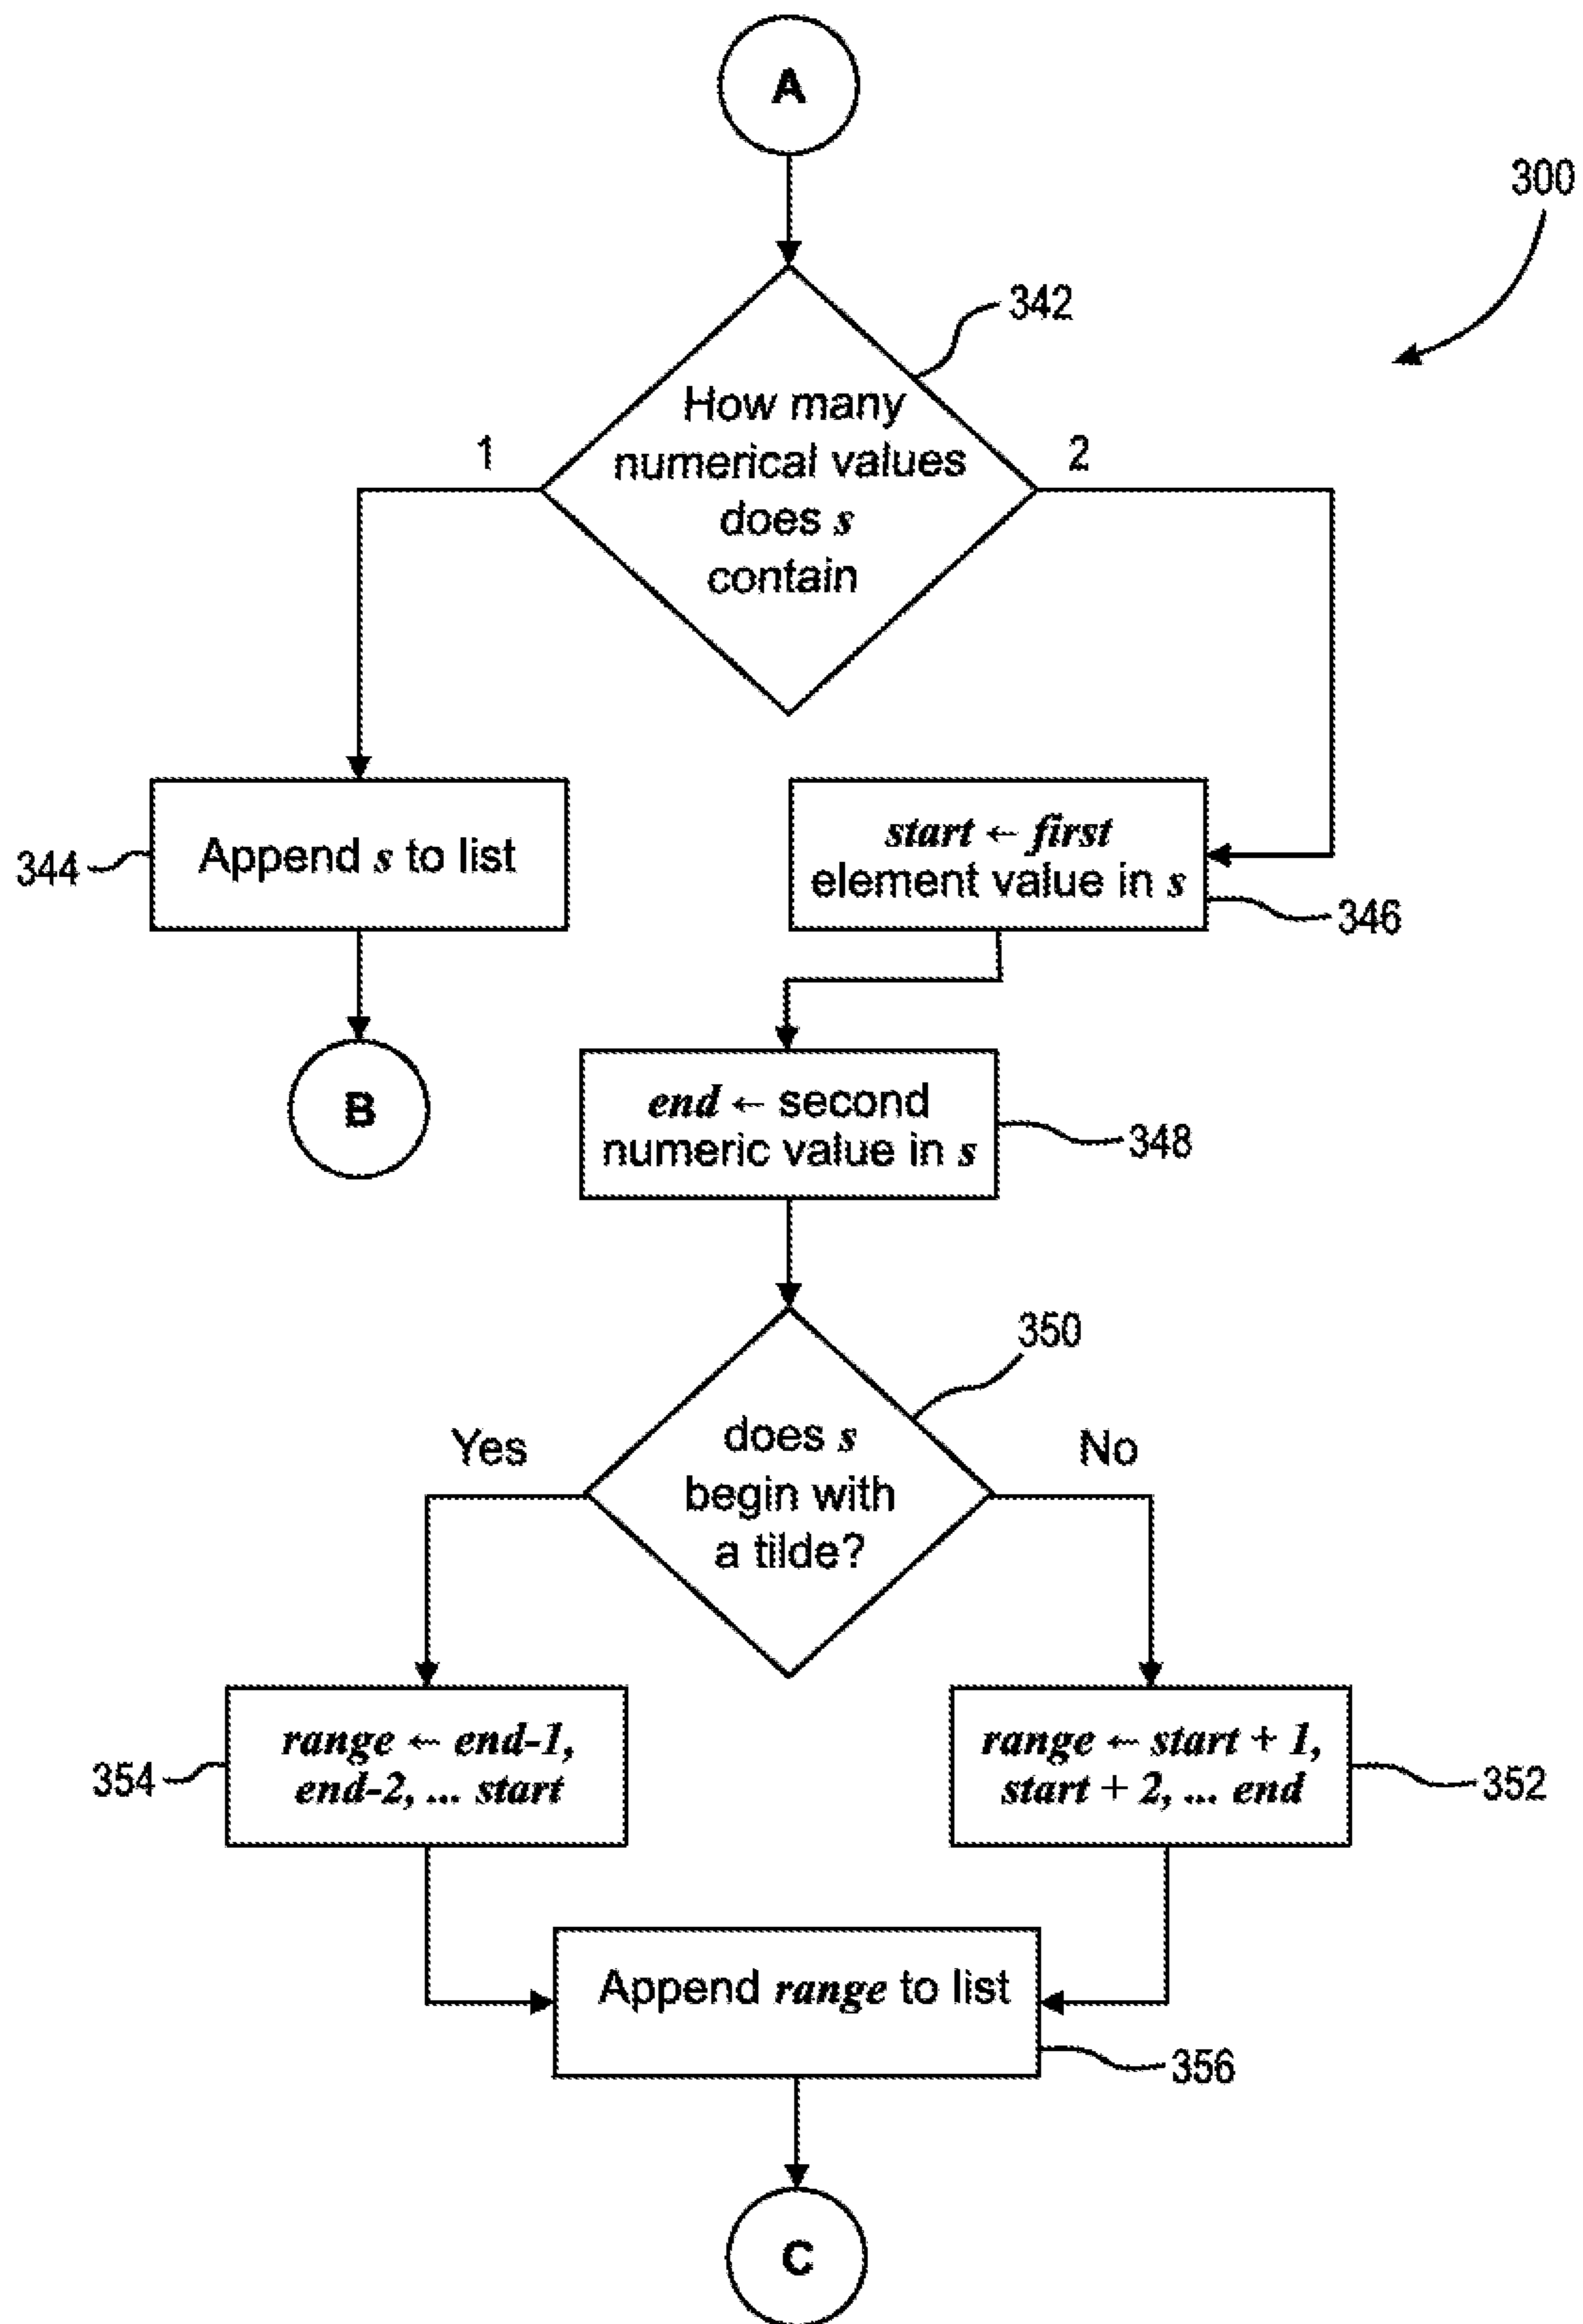 A
300
342
How many
numerical values
does s
contain
1
2
344
Append s to list
start ← first
element value in s
346
B
end ← second
numeric value in s
348
350
does s
begin with
a tilde?
Yes
No
354
range ← end-1,
end-2, ... start
range ← start + 1,
start + 2, ... end
352
Append range to list
356
C